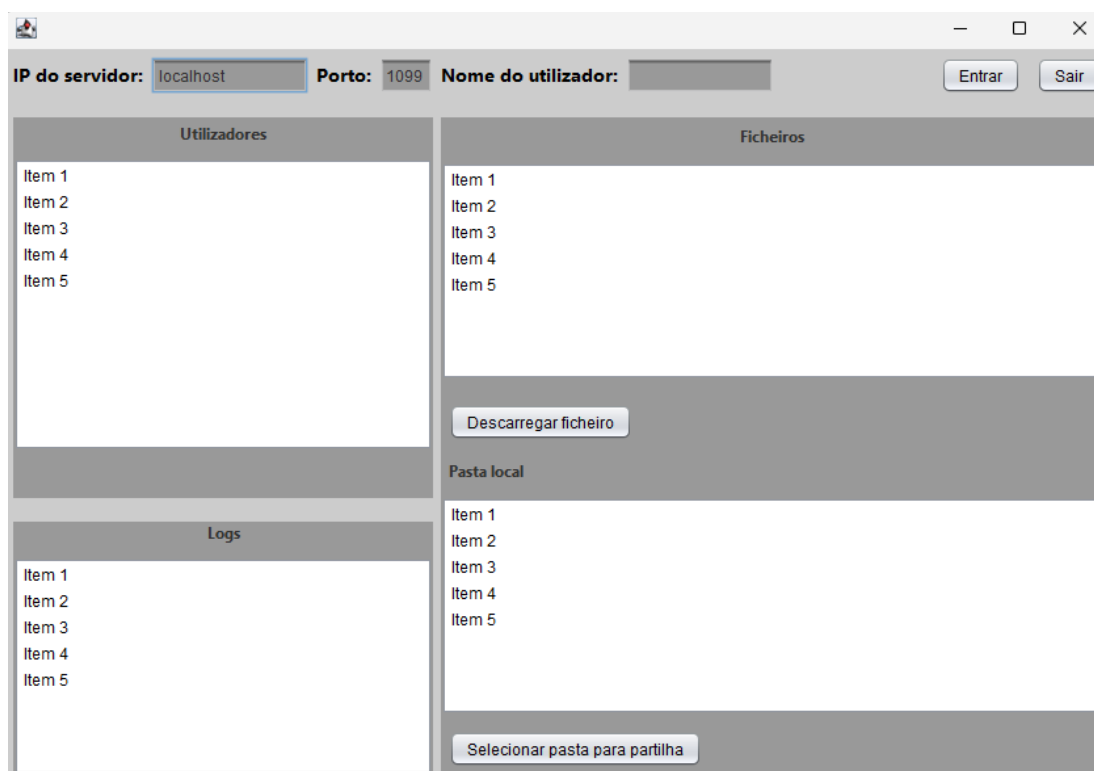 IP do servidor: localhost Porto: 1099 Nome do utilizador: Entrar Sair
Utilizadores
Item 1
Item 2
Item 3
Item 4
Item 5
Logs
Item 1
Item 2
Item 3
Item 4
Item 5
Ficheiros
Item 1
Item 2
Item 3
Item 4
Item 5
Descarregar ficheiro
Pasta local
Item 1
Item 2
Item 3
Item 4
Item 5
Selecionar pasta para partilha